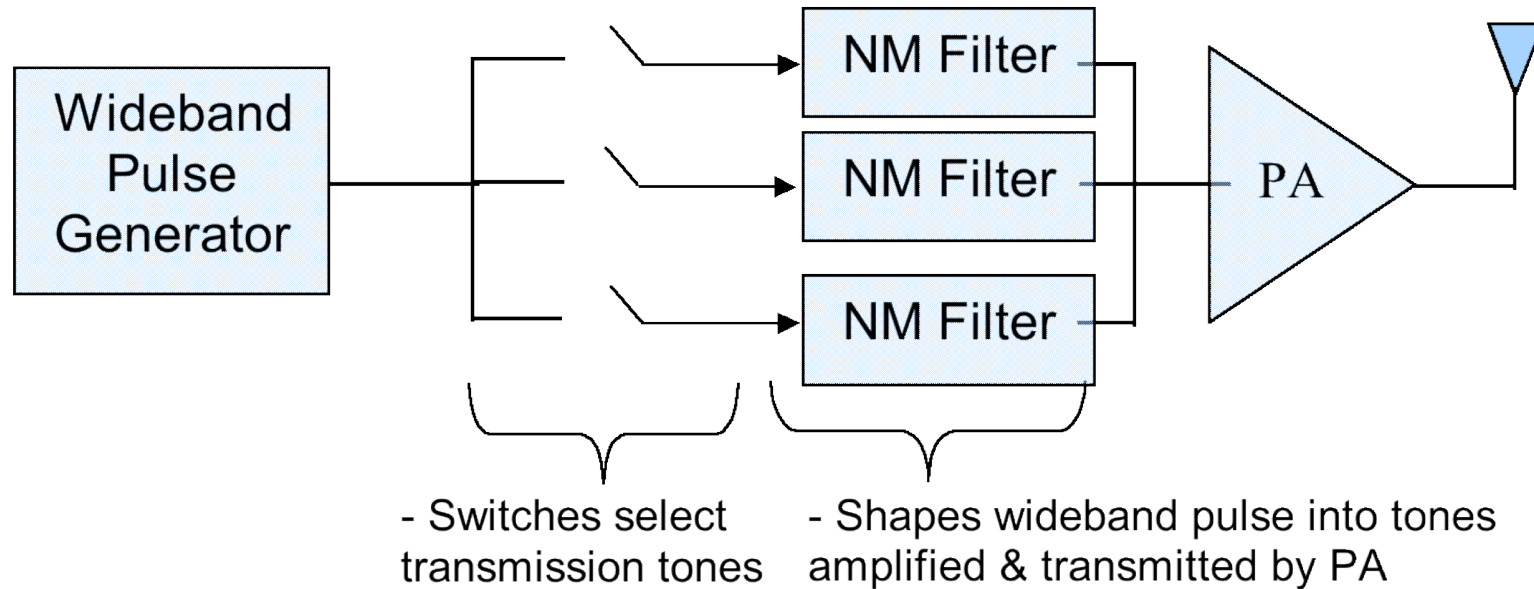 Wideband
Pulse
Generator
NM Filter
NM Filter
NM Filter
PA
- Switches select
transmission tones
- Shapes wideband pulse into tones
amplified & transmitted by PA